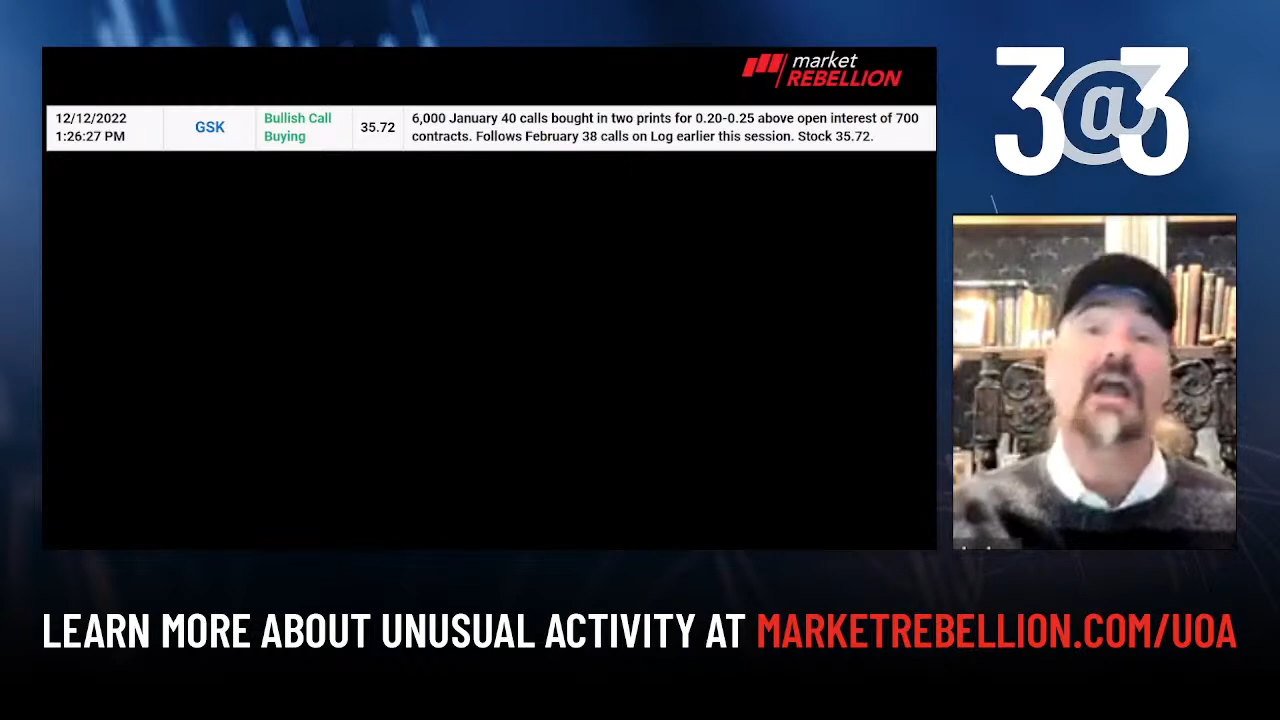 market
REBELLION
3@3
12/12/2022
1:26:27 PM
GSK
Bullish Call
Buying
35.72
6,000 January 40 calls bought in two prints for 0.20-0.25 above open interest of 700
contracts. Follows February 38 calls on Log earlier this session. Stock 35.72.
LEARN MORE ABOUT UNUSUAL ACTIVITY AT MARKETREBELLION.COM/UOA